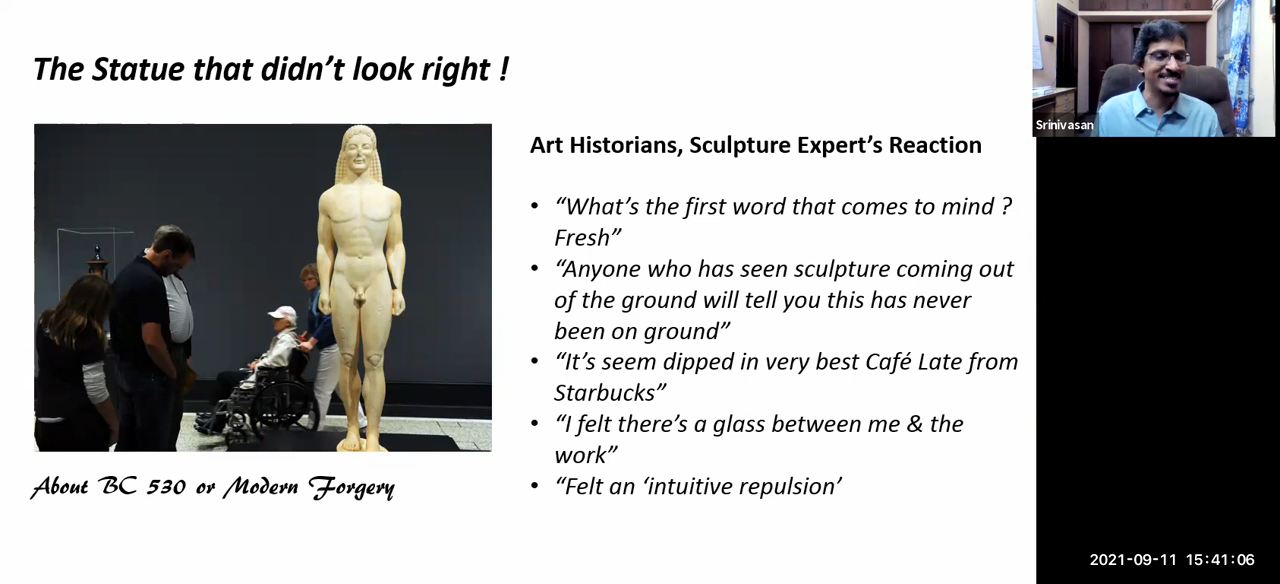 The Statue that didn’t look right !
Srinivasan
Art Historians, Sculpture Expert’s Reaction
• “What’s the first word that comes to mind ?
Fresh”
• “Anyone who has seen sculpture coming out
of the ground will tell you this has never
been on ground”
• “It’s seem dipped in very best Café Late from
Starbucks”
• “I felt there’s a glass between me & the
work”
• “Felt an ‘intuitive repulsion’
About BC 530 or Modern Forgery
2021-09-11 15:41:06